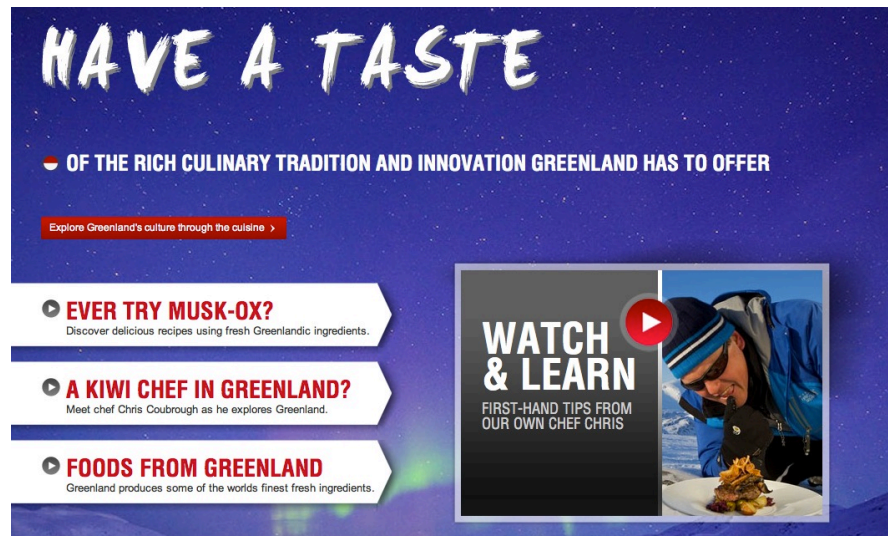 HAVE A TASTE
OF THE RICH CULINARY TRADITION AND INNOVATION GREENLAND HAS TO OFFER
Explore Greenland's culture through the cuisine ›
EVER TRY MUSK-OX?
Discover delicious recipes using fresh Greenlandic ingredients.
A KIWI CHEF IN GREENLAND?
Meet chef Chris Coubrough as he explores Greenland.
FOODS FROM GREENLAND
Greenland produces some of the worlds finest fresh ingredients.
WATCH
& LEARN
FIRST-HAND TIPS FROM
OUR OWN CHEF CHRIS